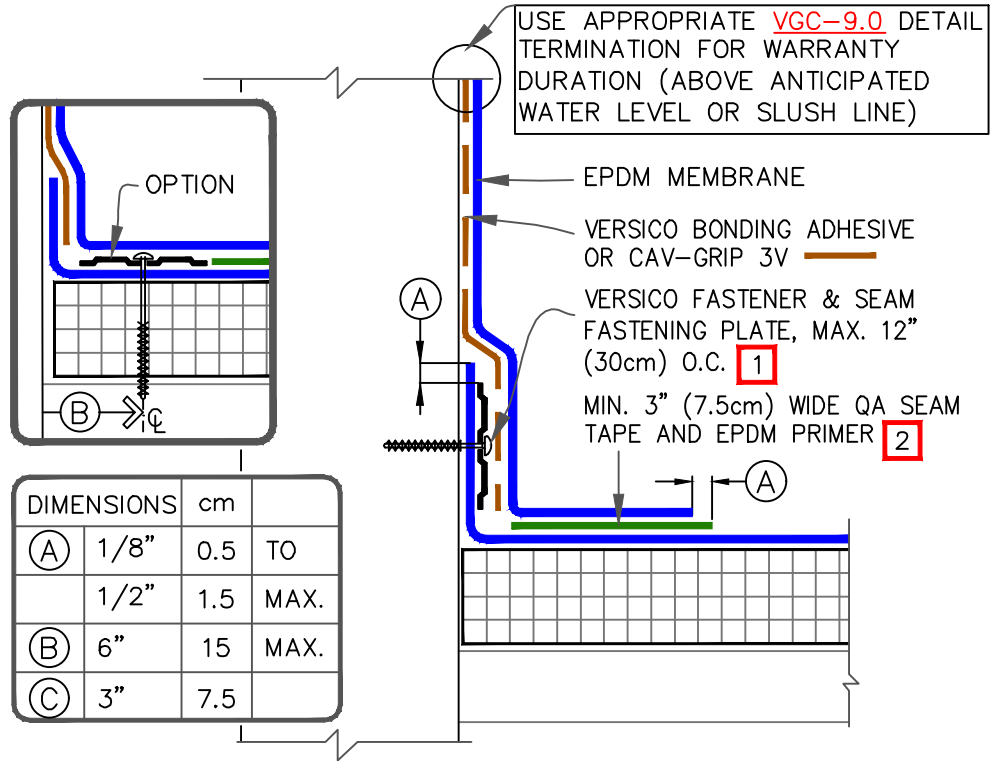 USE APPROPRIATE VGC-9.0 DETAIL
TERMINATION FOR WARRANTY
DURATION (ABOVE ANTICIPATED
WATER LEVEL OR SLUSH LINE)
OPTION
B
℄
EPDM MEMBRANE
VERSICO BONDING ADHESIVE
OR CAV-GRIP 3V
A
VERSICO FASTENER & SEAM
FASTENING PLATE, MAX. 12"
(30cm) O.C. 1
MIN. 3" (7.5cm) WIDE QA SEAM
TAPE AND EPDM PRIMER 2
A
DIMENSIONS cm
A 1/8" 0.5 TO
1/2" 1.5 MAX.
B 6" 15 MAX.
C 3" 7.5